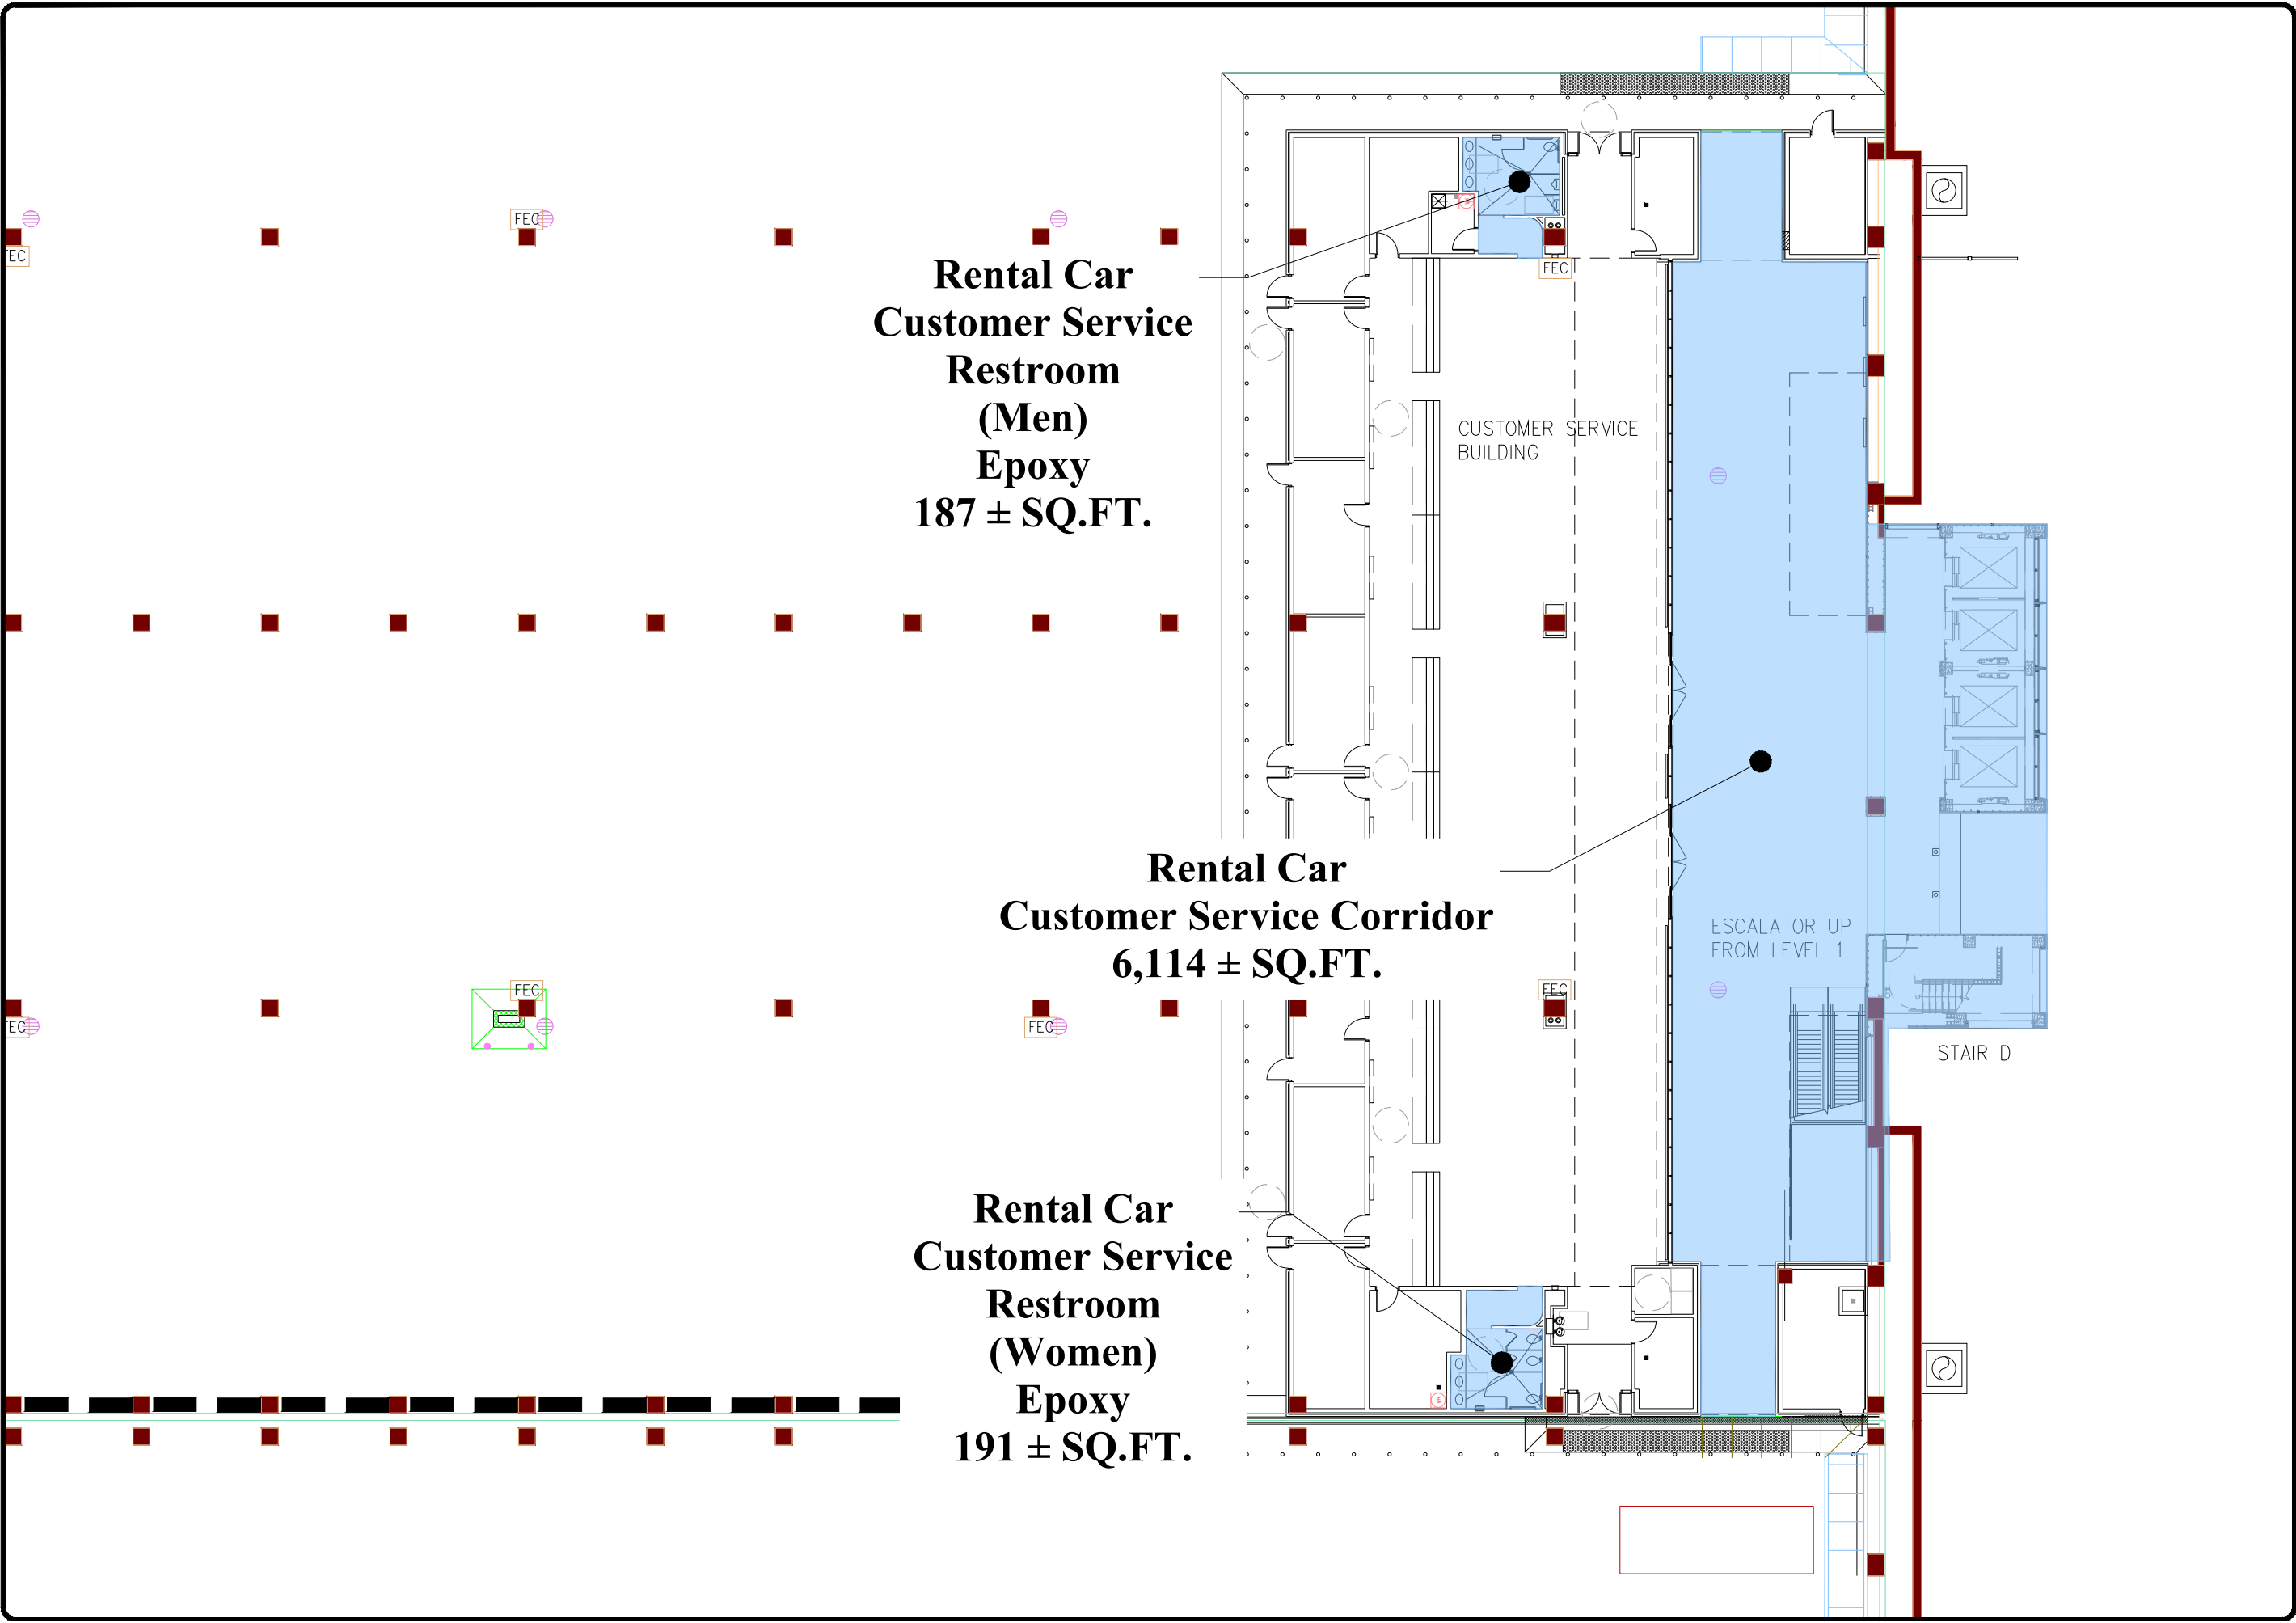 FEC
FEC
Rental Car
Customer Service
Restroom
(Men)
Epoxy
187 ± SQ.FT.
FEC
CUSTOMER SERVICE
BUILDING
Rental Car
Customer Service Corridor
6,114 ± SQ.FT.
ESCALATOR UP
FROM LEVEL 1
FEC
FEC
FEC
FEC
STAIR D
Rental Car
Customer Service
Restroom
(Women)
Epoxy
191 ± SQ.FT.